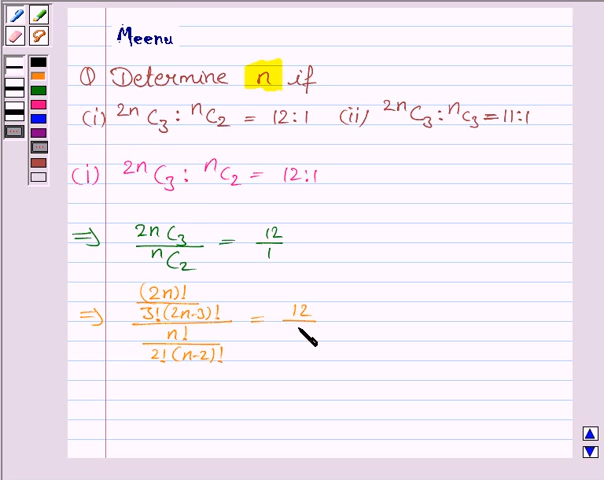 Meenu
Q Determine n if
(i) ²ⁿC₃ : ⁿC₂ = 12:1 (ii) ²ⁿC₃ : ⁿC₃ = 11:1
(i) ²ⁿC₃ : ⁿC₂ = 12:1
⇒ ²ⁿC₃ / ⁿC₂ = 12/1
⇒ ((2n)! / 3!(2n-3)!) / (n! / 2!(n-2)!) = 12/